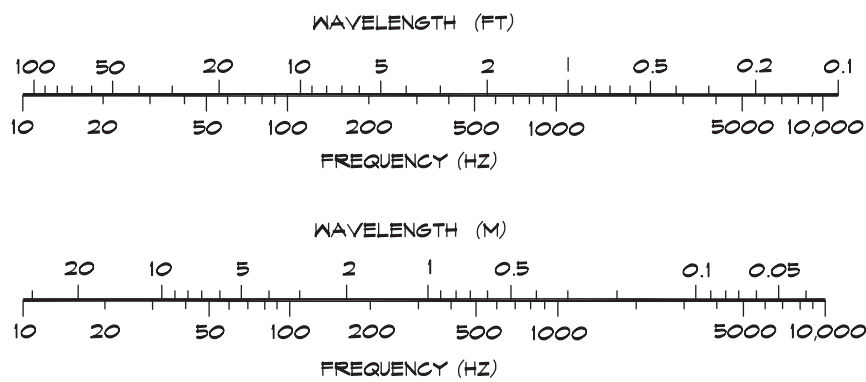 WAVELENGTH (FT)
100 50 20 10 5 2 1 0.5 0.2 0.1
10 20 50 100 200 500 1000 5000 10,000
FREQUENCY (HZ)
WAVELENGTH (M)
20 10 5 2 1 0.5 0.1 0.05
10 20 50 100 200 500 1000 5000 10,000
FREQUENCY (HZ)